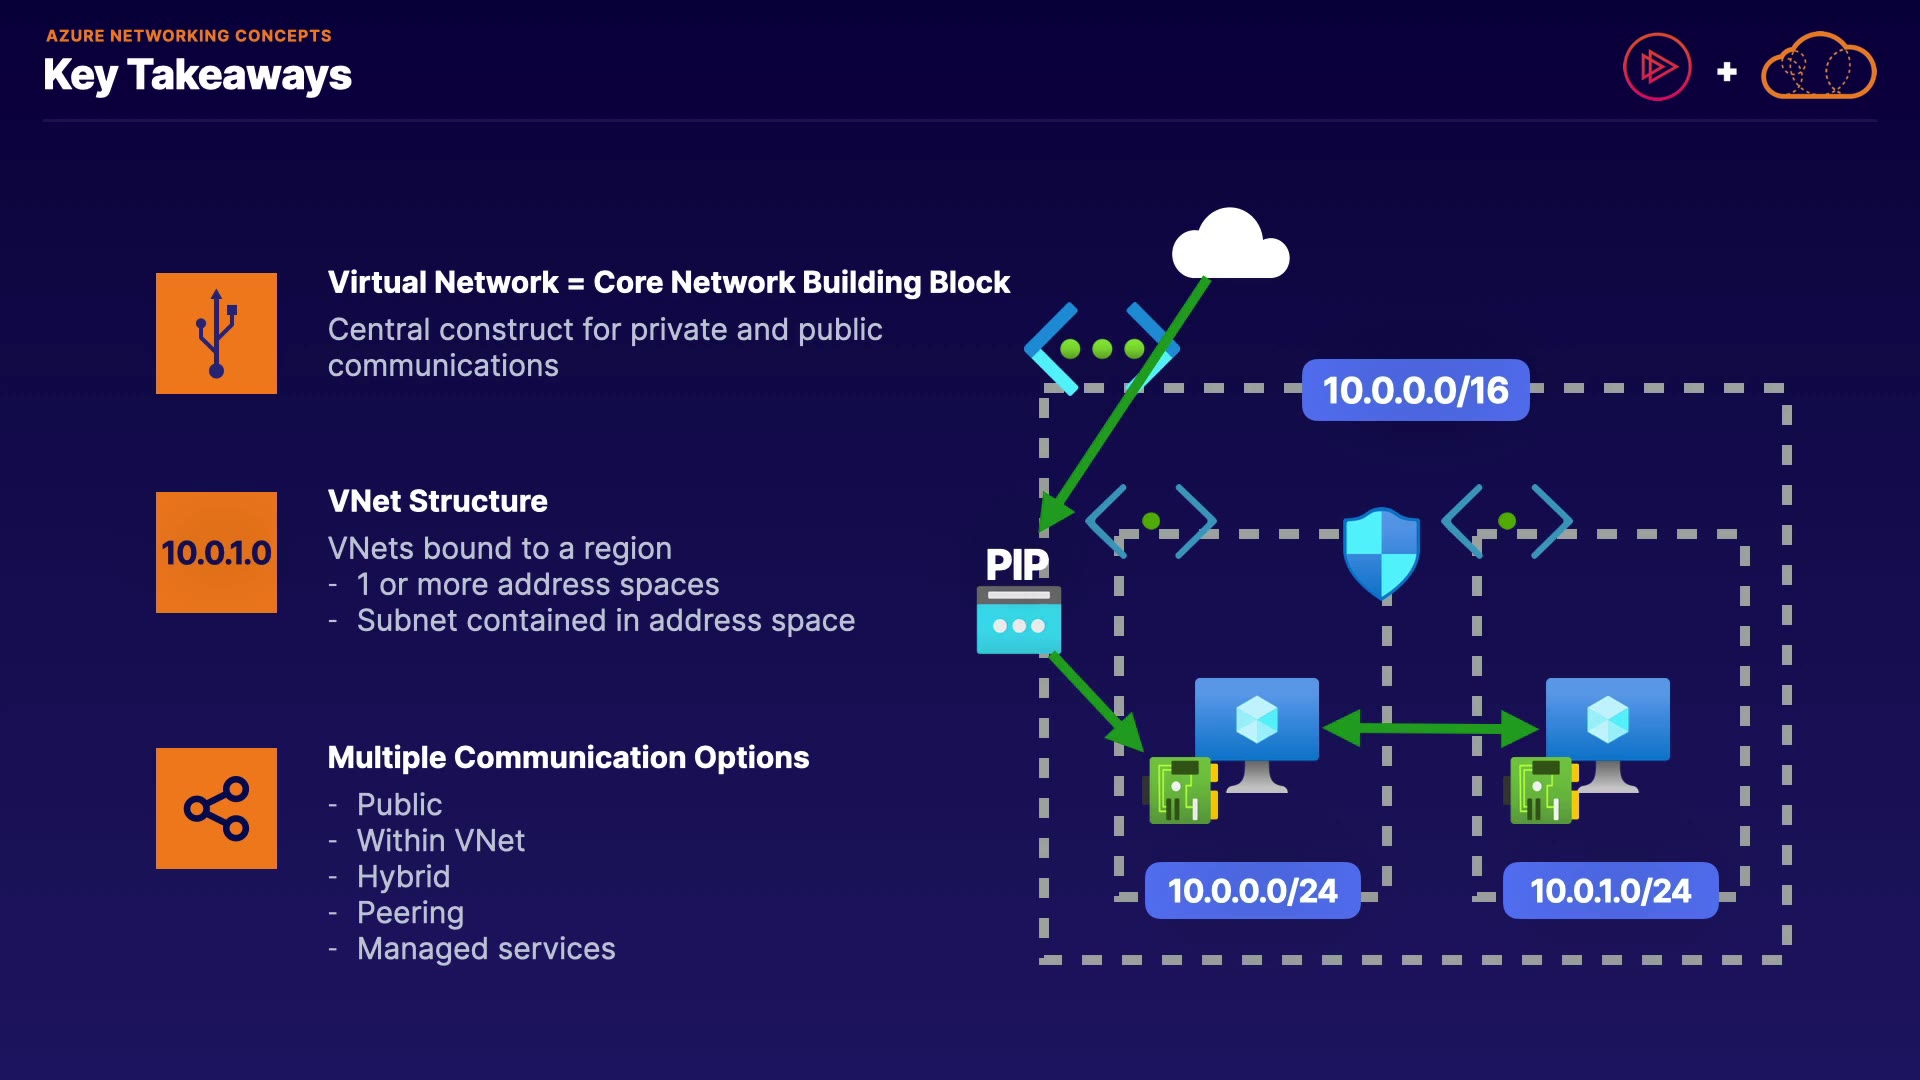 AZURE NETWORKING CONCEPTS
Key Takeaways
Virtual Network = Core Network Building Block
Central construct for private and public
communications
10.0.1.0
VNet Structure
VNets bound to a region
- 1 or more address spaces
- Subnet contained in address space
Multiple Communication Options
- Public
- Within VNet
- Hybrid
- Peering
- Managed services
10.0.0.0/16
PIP
10.0.0.0/24
10.0.1.0/24